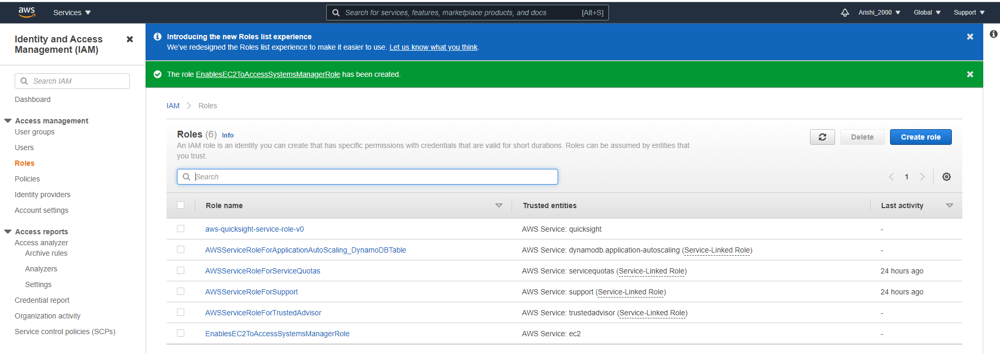 aws
Services
Search for services, features, marketplace products, and docs [Alt+S]
Arishi_2000
Global
Support
Identity and Access
Management (IAM)
Search IAM
Dashboard
Access management
User groups
Users
Roles
Policies
Identity providers
Account settings
Access reports
Access analyzer
Archive rules
Analyzers
Settings
Credential report
Organization activity
Service control policies (SCPs)
Introducing the new Roles list experience
We've redesigned the Roles list experience to make it easier to use. Let us know what you think.
The role EnablesEC2ToAccessSystemsManagerRole has been created.
IAM > Roles
Roles (6) Info
An IAM role is an identity you can create that has specific permissions with credentials that are valid for short durations. Roles can be assumed by entities that
you trust.
Delete
Create role
Search
1
Role name Trusted entities Last activity
aws-quicksight-service-role-v0 AWS Service: quicksight -
AWSServiceRoleForApplicationAutoScaling_DynamoDBTable AWS Service: dynamodb.application-autoscaling (Service-Linked Role) -
AWSServiceRoleForServiceQuotas AWS Service: servicequotas (Service-Linked Role) 24 hours ago
AWSServiceRoleForSupport AWS Service: support (Service-Linked Role) 24 hours ago
AWSServiceRoleForTrustedAdvisor AWS Service: trustedadvisor (Service-Linked Role) -
EnablesEC2ToAccessSystemsManagerRole AWS Service: ec2 -